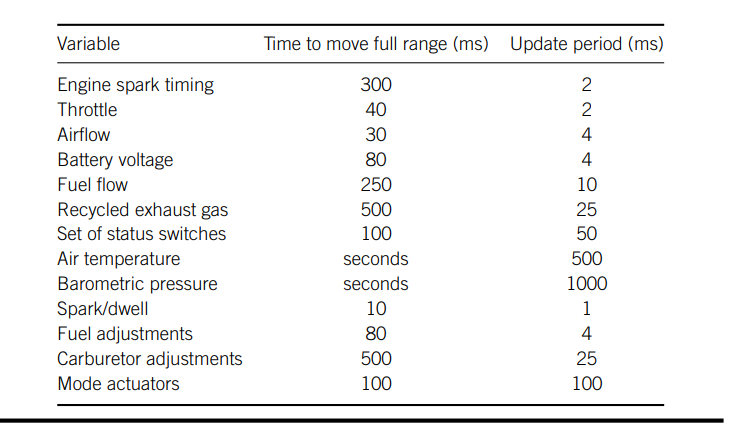 Variable Time to move full range (ms) Update period (ms)
Engine spark timing 300 2
Throttle 40 2
Airflow 30 4
Battery voltage 80 4
Fuel flow 250 10
Recycled exhaust gas 500 25
Set of status switches 100 50
Air temperature seconds 500
Barometric pressure seconds 1000
Spark/dwell 10 1
Fuel adjustments 80 4
Carburetor adjustments 500 25
Mode actuators 100 100